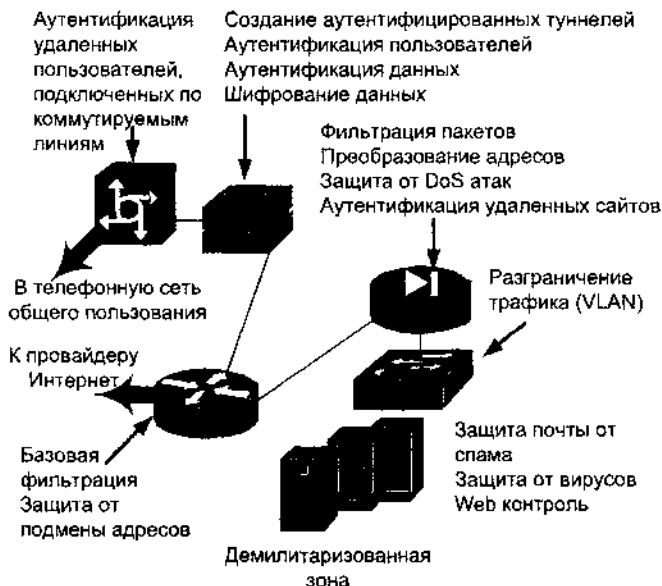 Аутентификация
удаленных
пользователей,
подключенных по
коммутируемым
линиям
Создание аутентифицированных туннелей
Аутентификация пользователей
Аутентификация данных
Шифрование данных
Фильтрация пакетов
Преобразование адресов
Защита от DoS атак
Аутентификация удаленных сайтов
В телефонную сеть
общего пользования
Разграничение
трафика (VLAN)
К провайдеру
Интернет
Базовая
фильтрация
Защита от
подмены адресов
Защита почты от
спама
Защита от вирусов
Web контроль
Демилитаризованная
зона